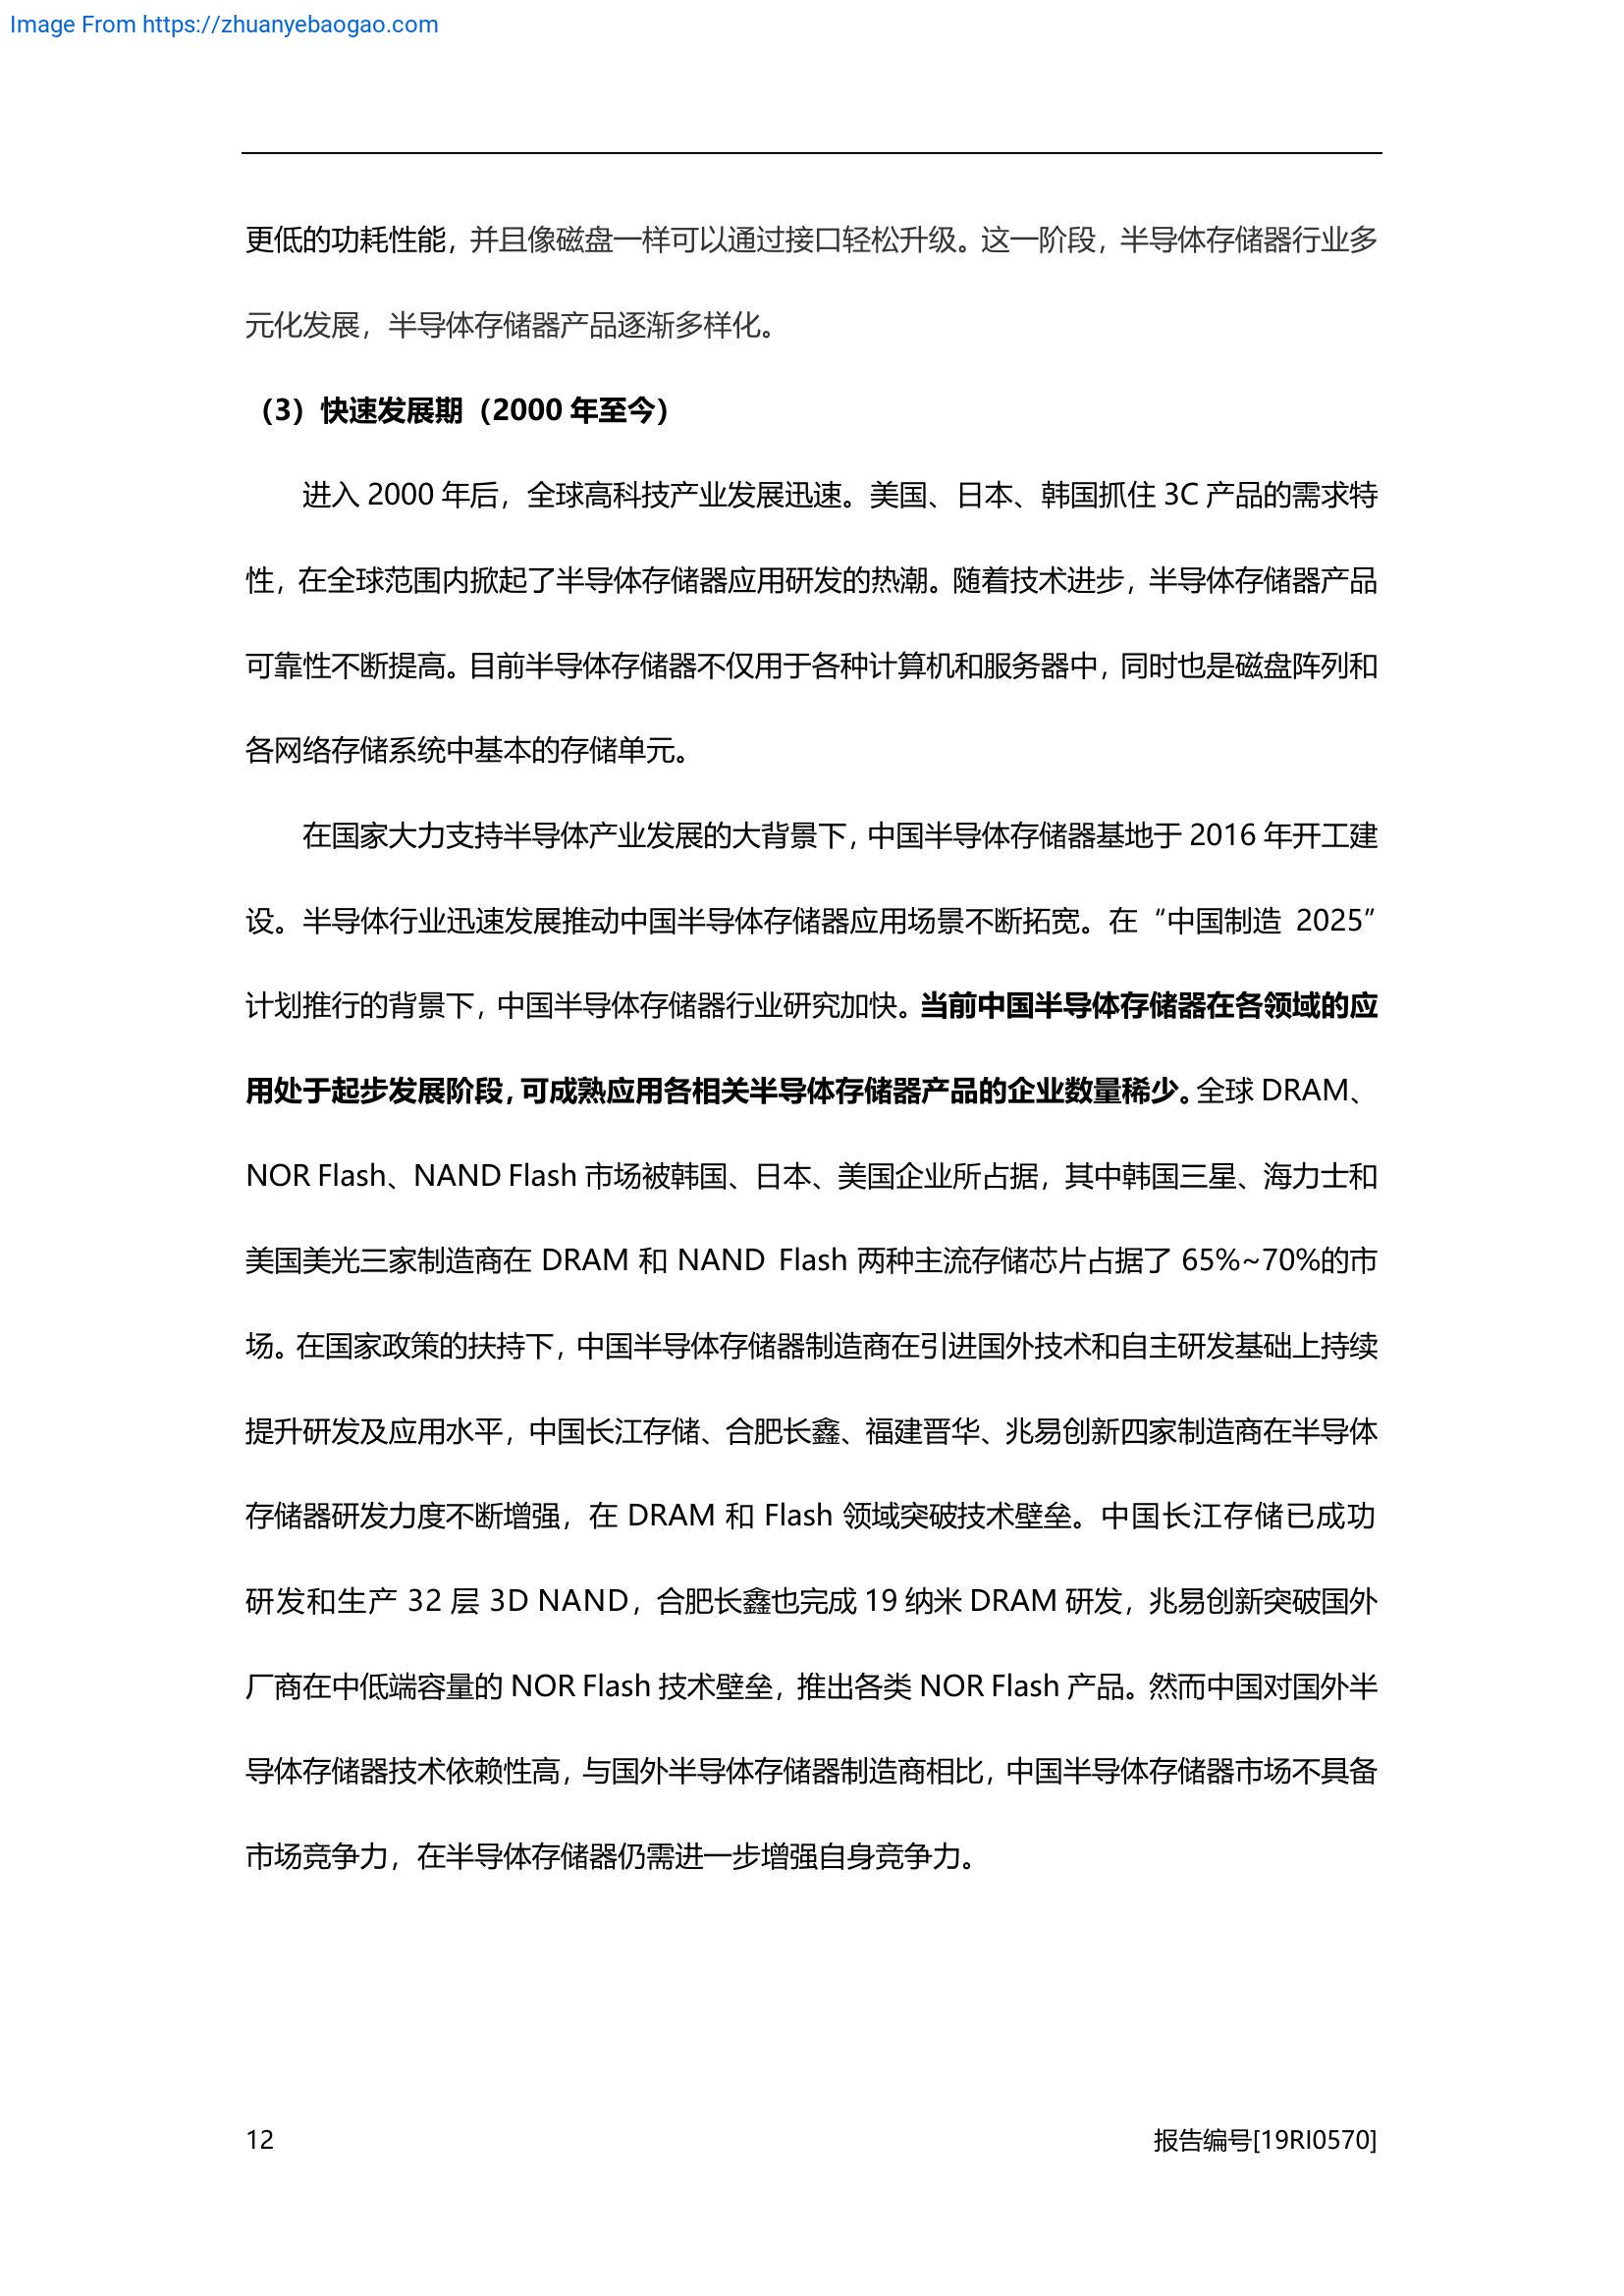 Image From https://zhuanyebaogao.com
更低的功耗性能，并且像磁盘一样可以通过接口轻松升级。这一阶段，半导体存储器行业多
元化发展，半导体存储器产品逐渐多样化。
（3）快速发展期（2000 年至今）
进入 2000 年后，全球高科技产业发展迅速。美国、日本、韩国抓住 3C 产品的需求特
性，在全球范围内掀起了半导体存储器应用研发的热潮。随着技术进步，半导体存储器产品
可靠性不断提高。目前半导体存储器不仅用于各种计算机和服务器中，同时也是磁盘阵列和
各网络存储系统中基本的存储单元。
在国家大力支持半导体产业发展的大背景下，中国半导体存储器基地于 2016 年开工建
设。半导体行业迅速发展推动中国半导体存储器应用场景不断拓宽。在“中国制造 2025”
计划推行的背景下，中国半导体存储器行业研究加快。当前中国半导体存储器在各领域的应
用处于起步发展阶段，可成熟应用各相关半导体存储器产品的企业数量稀少。全球 DRAM、
NOR Flash、NAND Flash 市场被韩国、日本、美国企业所占据，其中韩国三星、海力士和
美国美光三家制造商在 DRAM 和 NAND Flash 两种主流存储芯片占据了 65%~70%的市
场。在国家政策的扶持下，中国半导体存储器制造商在引进国外技术和自主研发基础上持续
提升研发及应用水平，中国长江存储、合肥长鑫、福建晋华、兆易创新四家制造商在半导体
存储器研发力度不断增强，在 DRAM 和 Flash 领域突破技术壁垒。中国长江存储已成功
研发和生产 32 层 3D NAND，合肥长鑫也完成 19 纳米 DRAM 研发，兆易创新突破国外
厂商在中低端容量的 NOR Flash 技术壁垒，推出各类 NOR Flash 产品。然而中国对国外半
导体存储器技术依赖性高，与国外半导体存储器制造商相比，中国半导体存储器市场不具备
市场竞争力，在半导体存储器仍需进一步增强自身竞争力。
12
报告编号[19RI0570]